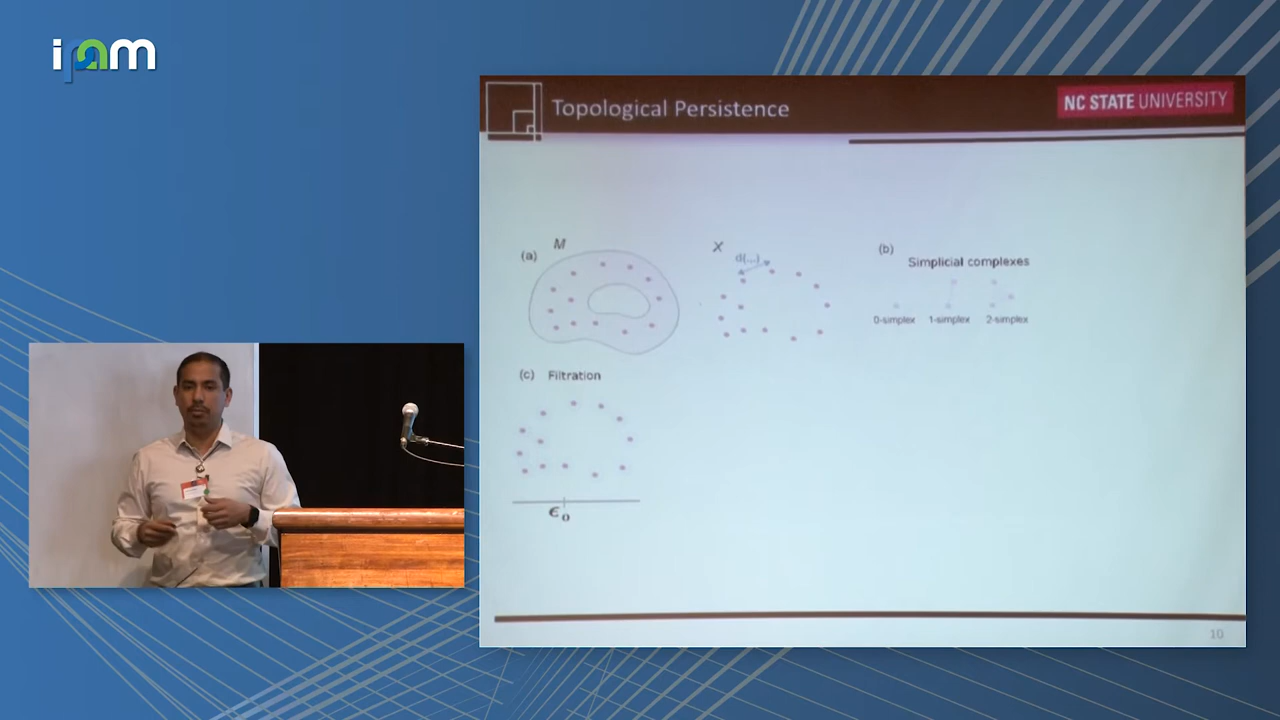 ipam
Topological Persistence
NC STATE UNIVERSITY
(a)
M
X
d(...)
(b)
Simplicial complexes
0-simplex 1-simplex 2-simplex
(c) Filtration
ϵ0
10